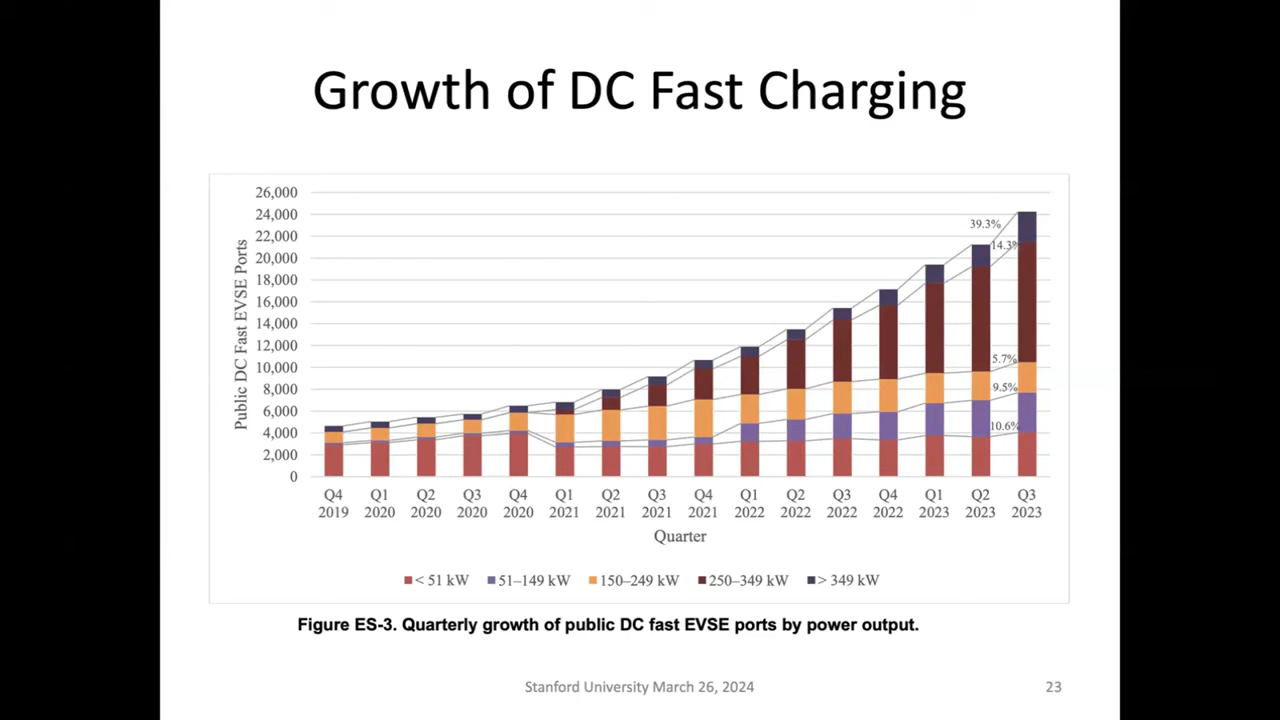 Growth of DC Fast Charging
Public DC Fast EVSE Ports
26,000
24,000
22,000
20,000
18,000
16,000
14,000
12,000
10,000
8,000
6,000
4,000
2,000
0
39.3%
14.3%
5.7%
9.5%
10.6%
Q4 Q1 Q2 Q3 Q4 Q1 Q2 Q3 Q4 Q1 Q2 Q3 Q4 Q1 Q2 Q3
2019 2020 2020 2020 2020 2021 2021 2021 2021 2022 2022 2022 2022 2023 2023 2023
Quarter
< 51 kW 51–149 kW 150–249 kW 250–349 kW > 349 kW
Figure ES-3. Quarterly growth of public DC fast EVSE ports by power output.
Stanford University March 26, 2024 23